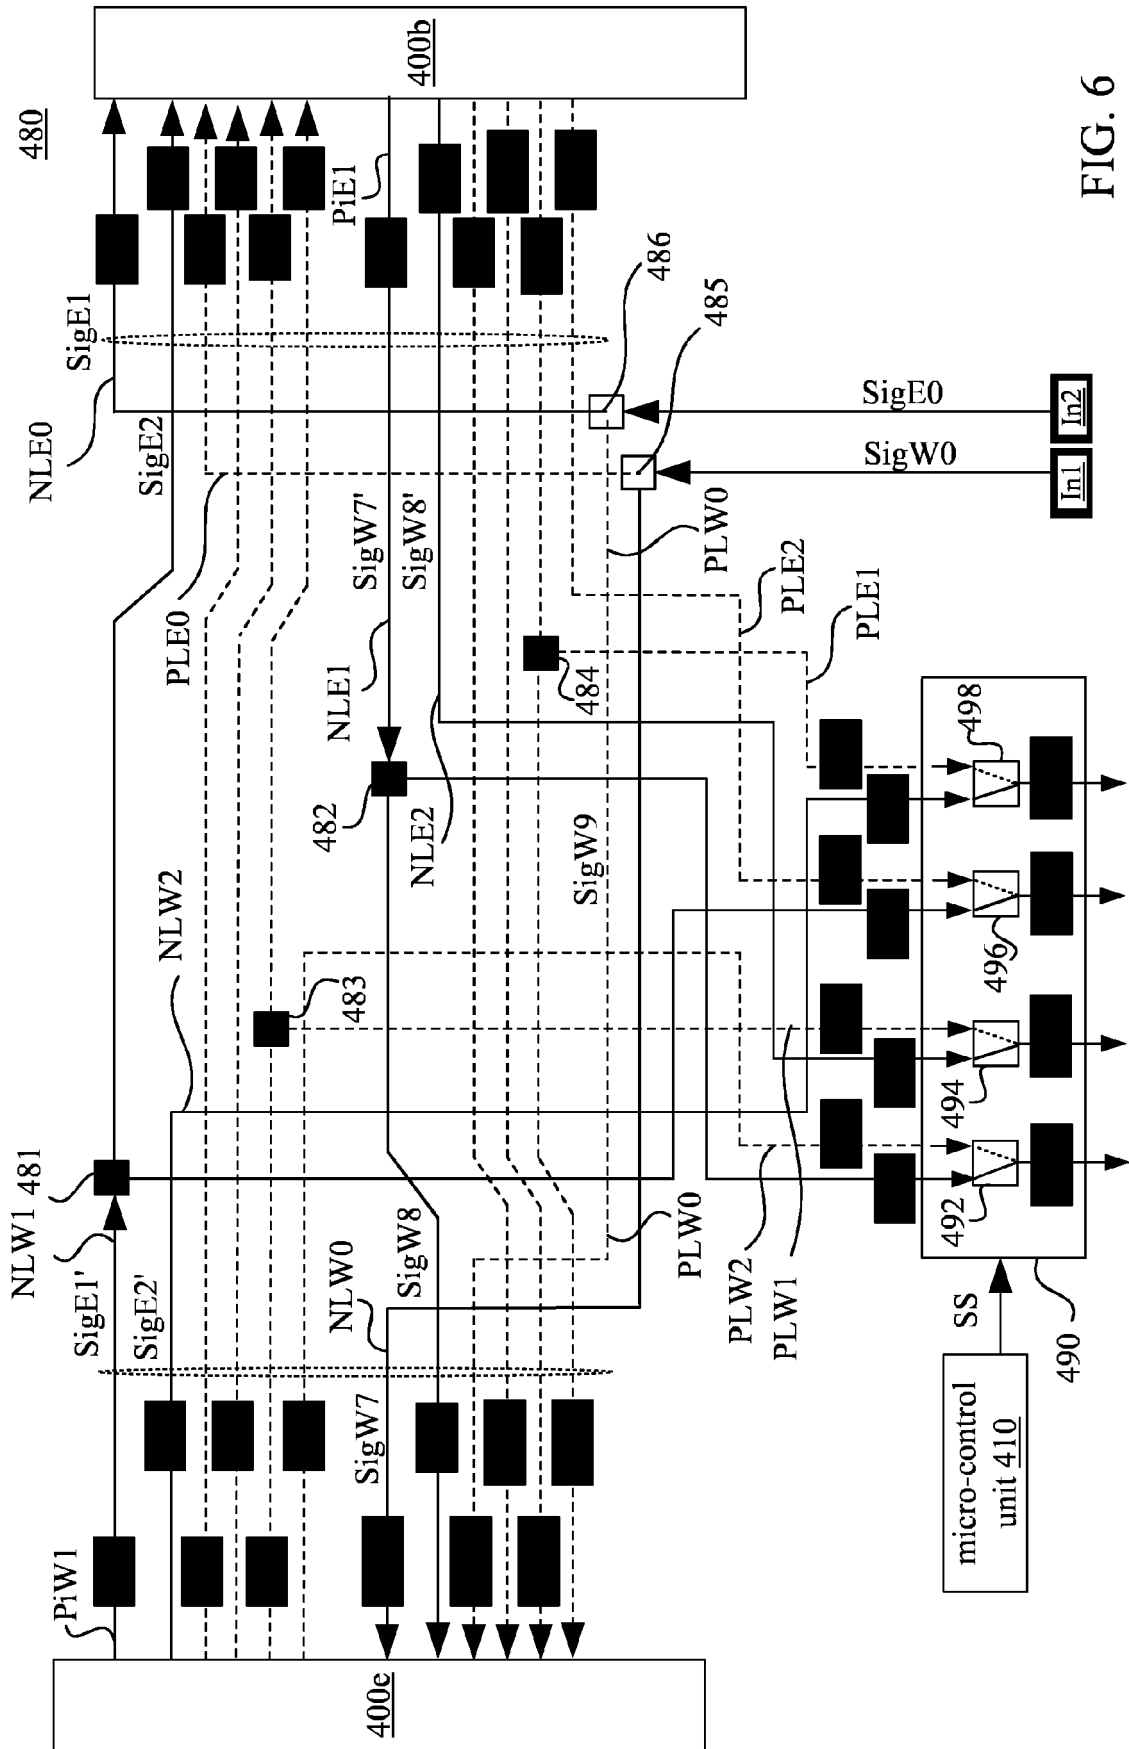 480
400b
SigE1
NLE0
SigE2
PLE0
PiE1
486
485
SigE0
In2
SigW0
In1
SigW7'
SigW8'
NLE1
PLW0
PLE2
PLE1
484
482
NLE2
SigW9
NLW2
483
498
496
494
492
481
NLW1
SigE1'
SigE2'
SigW8
NLW0
PLW0
PLW2
PLW1
SigW7
SS
490
PiW1
400e
micro-control
unit 410
FIG. 6